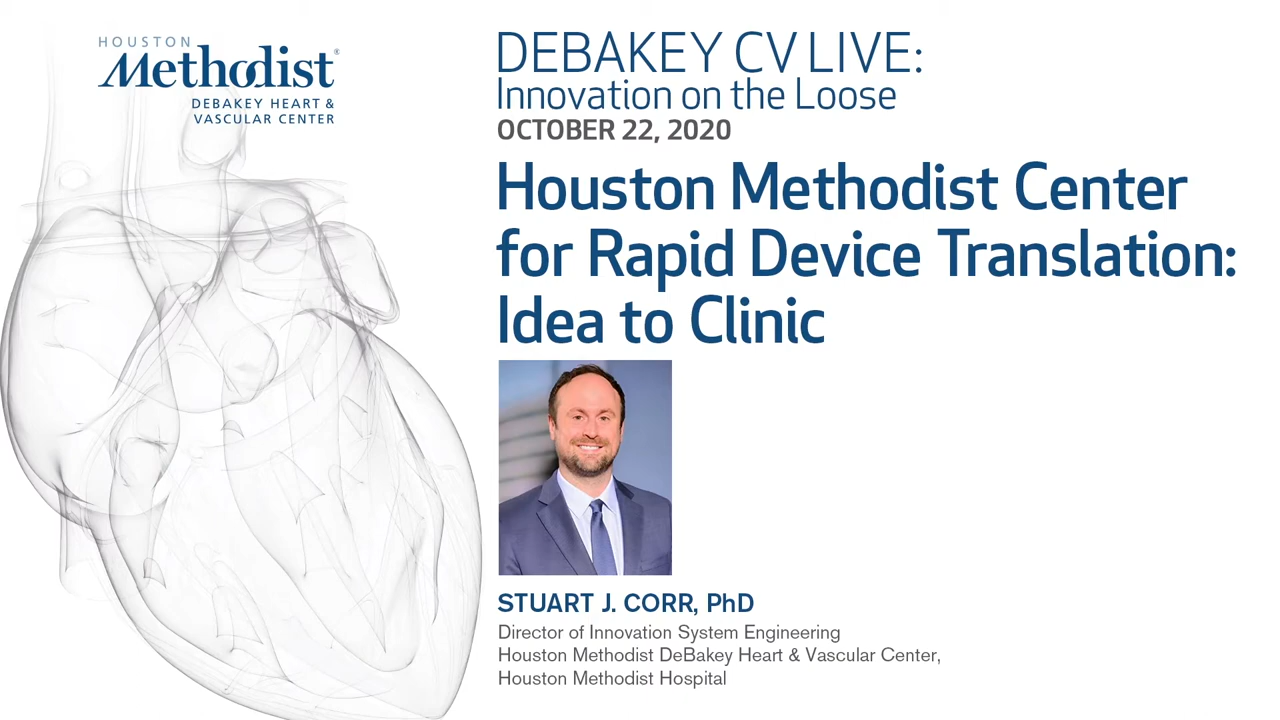 HOUSTON
Methodist®
DEBAKEY HEART &
VASCULAR CENTER
DEBAKEY CV LIVE:
Innovation on the Loose
OCTOBER 22, 2020
Houston Methodist Center
for Rapid Device Translation:
Idea to Clinic
STUART J. CORR, PhD
Director of Innovation System Engineering
Houston Methodist DeBakey Heart & Vascular Center,
Houston Methodist Hospital